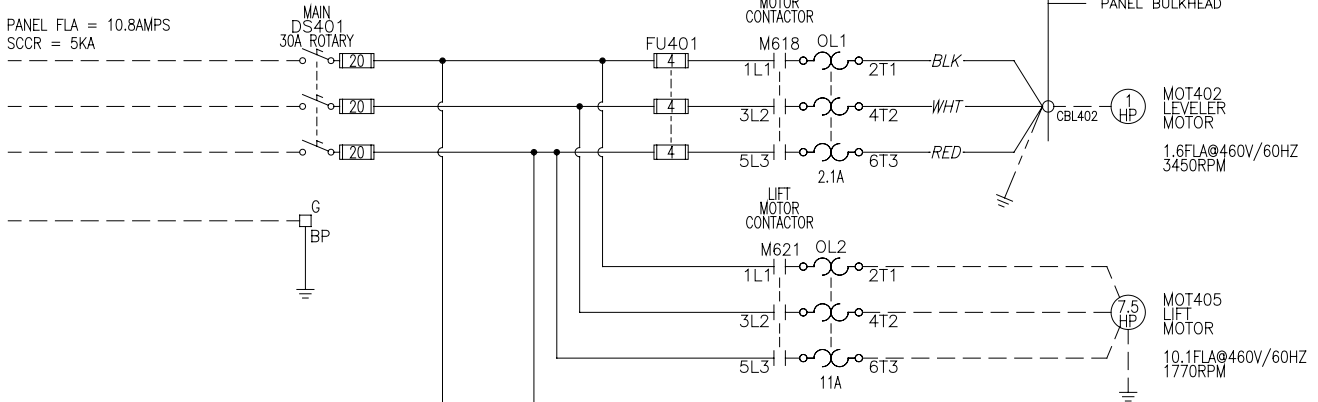 MOTOR
CONTACTOR
PANEL BULKHEAD
PANEL FLA = 10.8AMPS
SCCR = 5KA
MAIN
DS401
30A ROTARY
20
20
20
FU401
4
4
4
M618
OL1
1L1
2T1
BLK
3L2
4T2
WHT
5L3
6T3
RED
2.1A
CBL402
1
HP
MOT402
LEVELER
MOTOR
1.6FLA@460V/60HZ
3450RPM
G
BP
LIFT
MOTOR
CONTACTOR
M621
OL2
1L1
2T1
3L2
4T2
5L3
6T3
11A
7.5
HP
MOT405
LIFT
MOTOR
10.1FLA@460V/60HZ
1770RPM